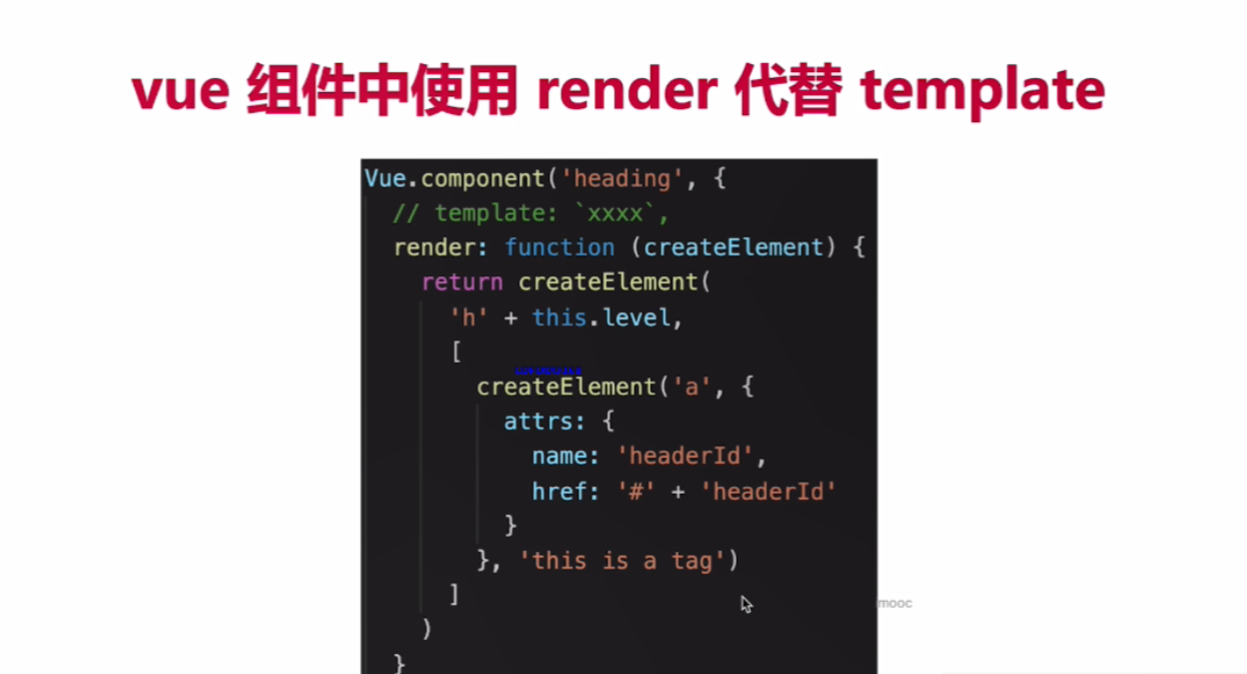 vue 组件中使用 render 代替 template
Vue.component('heading', {
// template: `xxxx`,
render: function (createElement) {
return createElement(
'h' + this.level,
[
createElement('a', {
attrs: {
name: 'headerId',
href: '#' + 'headerId'
}
}, 'this is a tag')
]
)
}
mooc